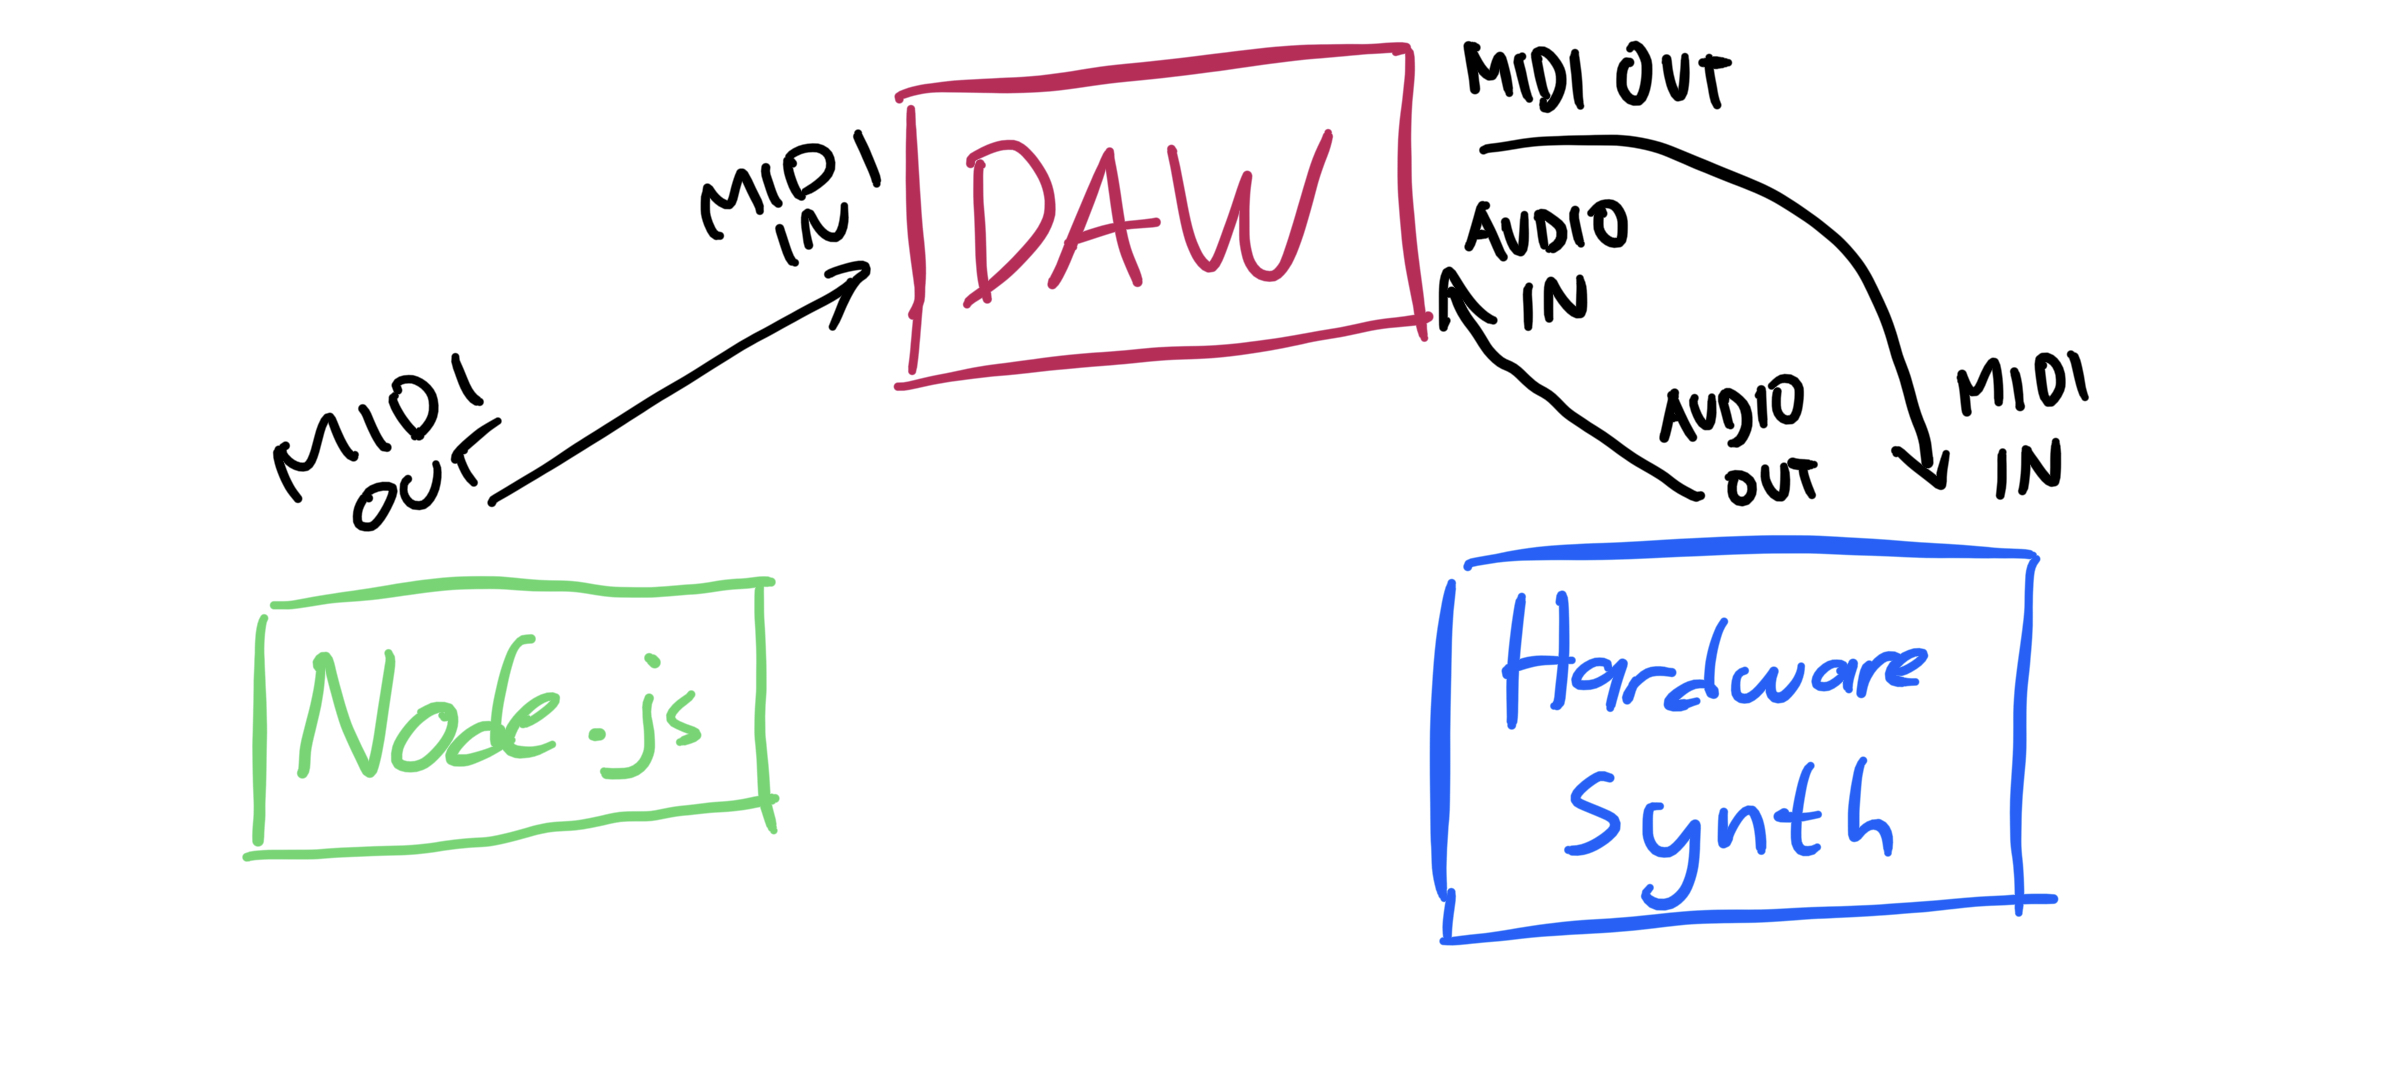 MIDI OUT
MIDI
IN
DAW
AUDIO
IN
MIDI
OUT
AUDIO
OUT
MIDI
IN
Node.js
Hardware
Synth